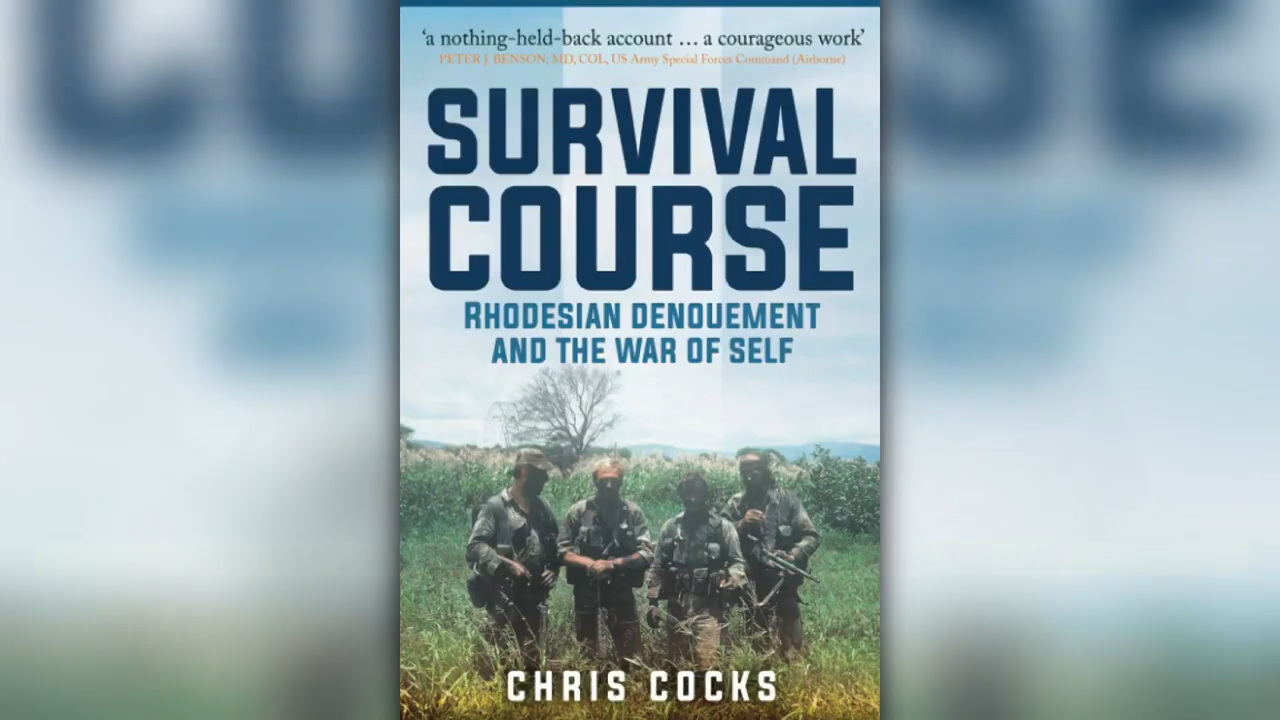 ‘a nothing-held-back account ... a courageous work’
PETER J. BENSON, MD, COL, US Army Special Forces Command (Airborne)
SURVIVAL
COURSE
RHODESIAN DENOUEMENT
AND THE WAR OF SELF
CHRIS COCKS